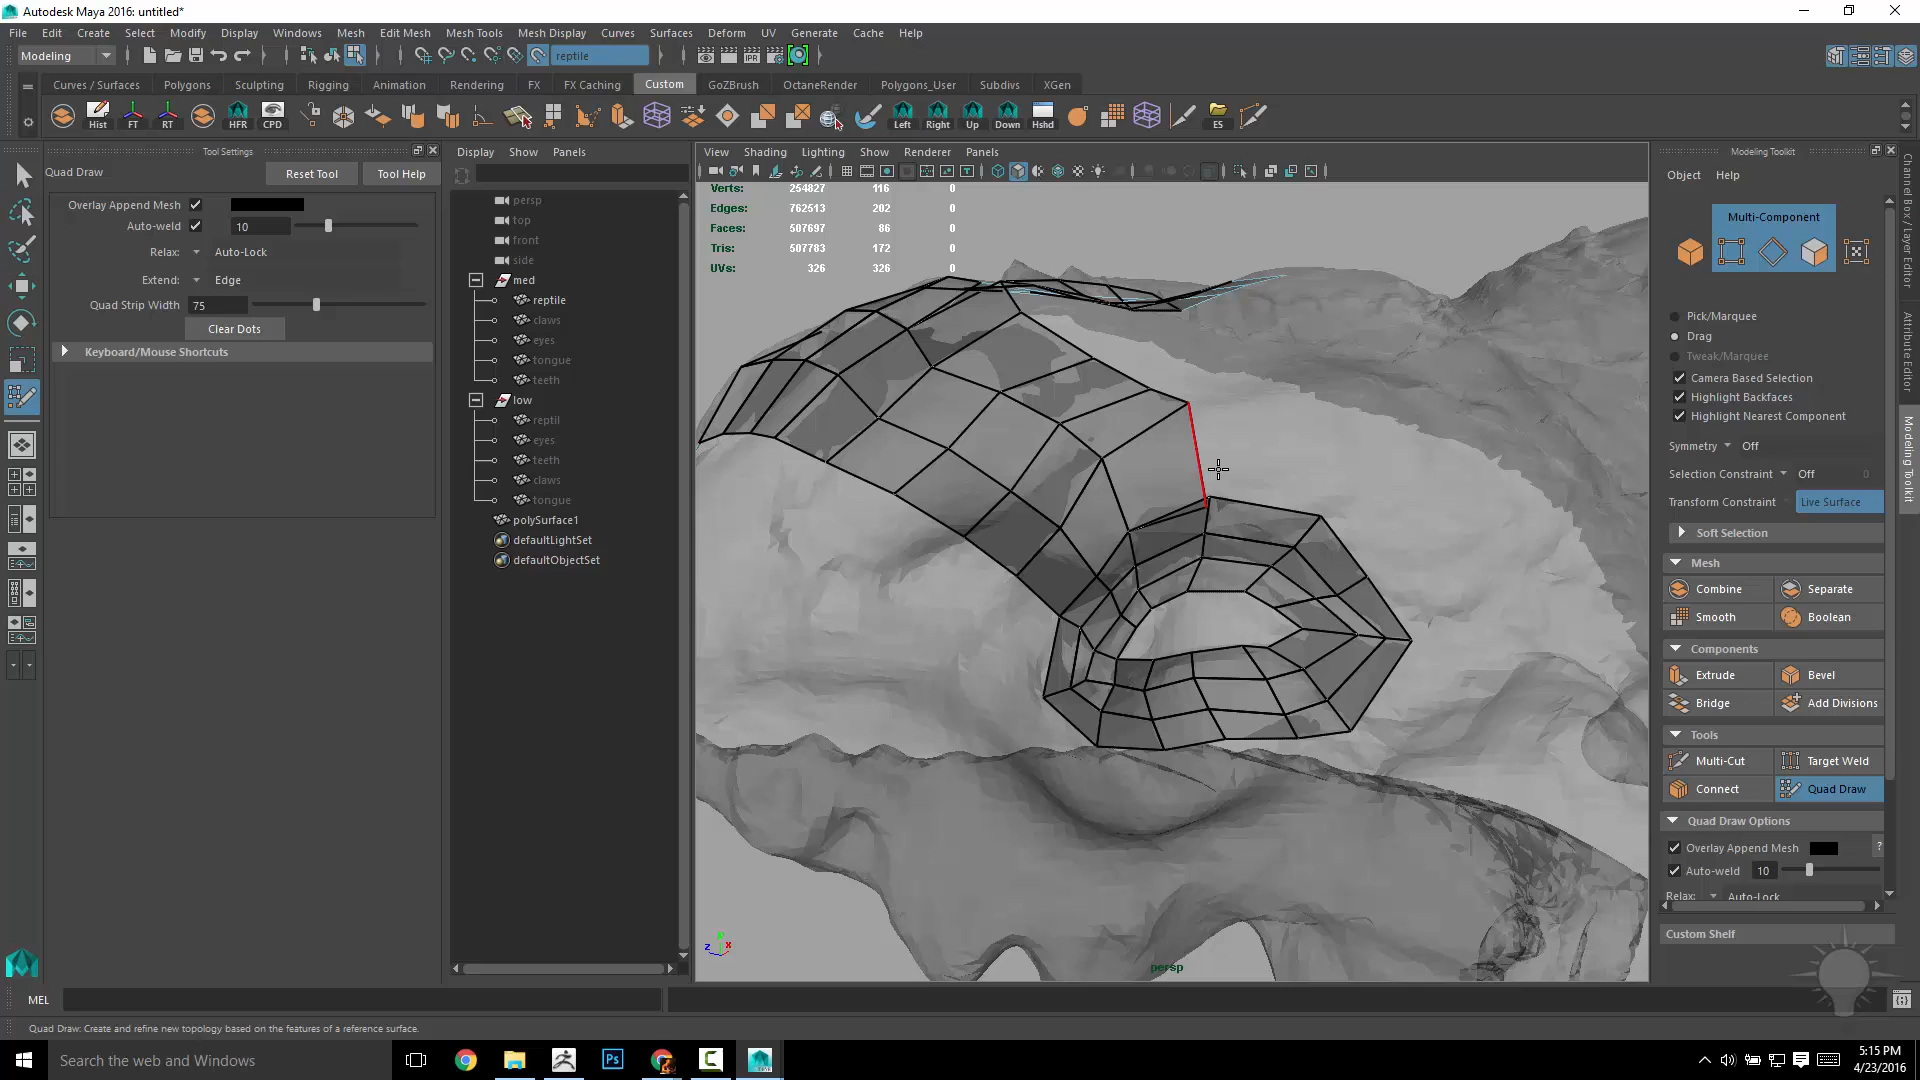 Autodesk Maya 2016: untitled*
File Edit Create Select Modify Display Windows Mesh Edit Mesh Mesh Tools Mesh Display Curves Surfaces Deform UV Generate Cache Help
Modeling
reptile
IPR
Curves / Surfaces Polygons Sculpting Rigging Animation Rendering FX FX Caching Custom GoZBrush OctaneRender Polygons_User Subdivs XGen
Hist FT RT HFR CPD Left Right Up Down Hshd ES
Tool Settings
Quad Draw Reset Tool Tool Help
Overlay Append Mesh
Auto-weld 10
Relax: Auto-Lock
Extend: Edge
Quad Strip Width 75
Clear Dots
Keyboard/Mouse Shortcuts
Display Show Panels
persp
top
front
side
med
reptile
claws
eyes
tongue
teeth
low
reptil
eyes
teeth
claws
tongue
polySurface1
defaultLightSet
defaultObjectSet
View Shading Lighting Show Renderer Panels
Verts: 254827 116 0
Edges: 762513 202 0
Faces: 507697 86 0
Tris: 507783 172 0
UVs: 326 326 0
z x
persp
Modeling Toolkit
Object Help
Multi-Component
Pick/Marquee
Drag
Tweak/Marquee
Camera Based Selection
Highlight Backfaces
Highlight Nearest Component
Symmetry Off
Selection Constraint Off 0
Transform Constraint Live Surface
Soft Selection
Mesh
Combine Separate
Smooth Boolean
Components
Extrude Bevel
Bridge Add Divisions
Tools
Multi-Cut Target Weld
Connect Quad Draw
Quad Draw Options
Overlay Append Mesh ?
Auto-weld 10
Relax: Auto-Lock
Custom Shelf
Channel Box / Layer Editor
Attribute Editor
Modeling Toolkit
MEL
Quad Draw: Create and refine new topology based on the features of a reference surface.
Search the web and Windows
Ps
5:15 PM
4/23/2016